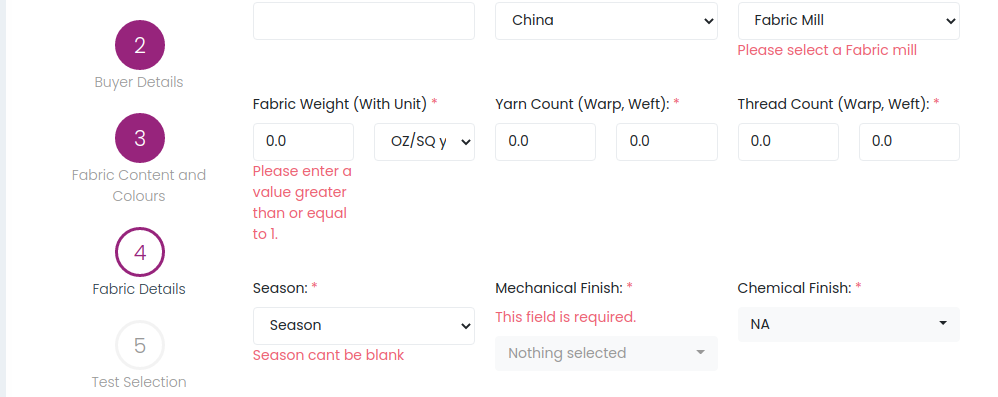 2
Buyer Details
3
Fabric Content and
Colours
4
Fabric Details
5
Test Selection
China
Fabric Mill
Please select a Fabric mill
Fabric Weight (With Unit) *
Yarn Count (Warp, Weft): *
Thread Count (Warp, Weft): *
0.0
OZ/SQ y
0.0
0.0
0.0
0.0
Please enter a
value greater
than or equal
to 1.
Season: *
Mechanical Finish: *
Chemical Finish: *
Season
This field is required.
NA
Season cant be blank
Nothing selected